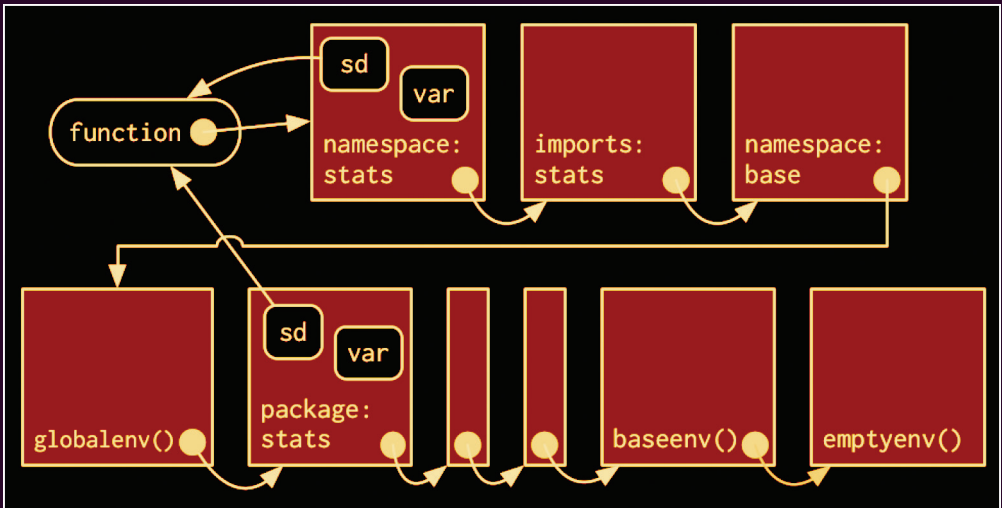 sd
var
function
namespace:
stats
imports:
stats
namespace:
base
sd
var
globalenv()
package:
stats
baseenv()
emptyenv()